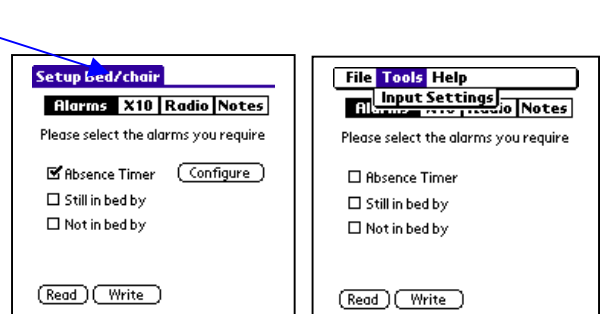 Setup bed/chair
Alarms X10 Radio Notes
Please select the alarms you require
Absence Timer Configure
Still in bed by
Not in bed by
Read Write
File Tools Help
Input Settings
Notes
Please select the alarms you require
Absence Timer
Still in bed by
Not in bed by
Read Write